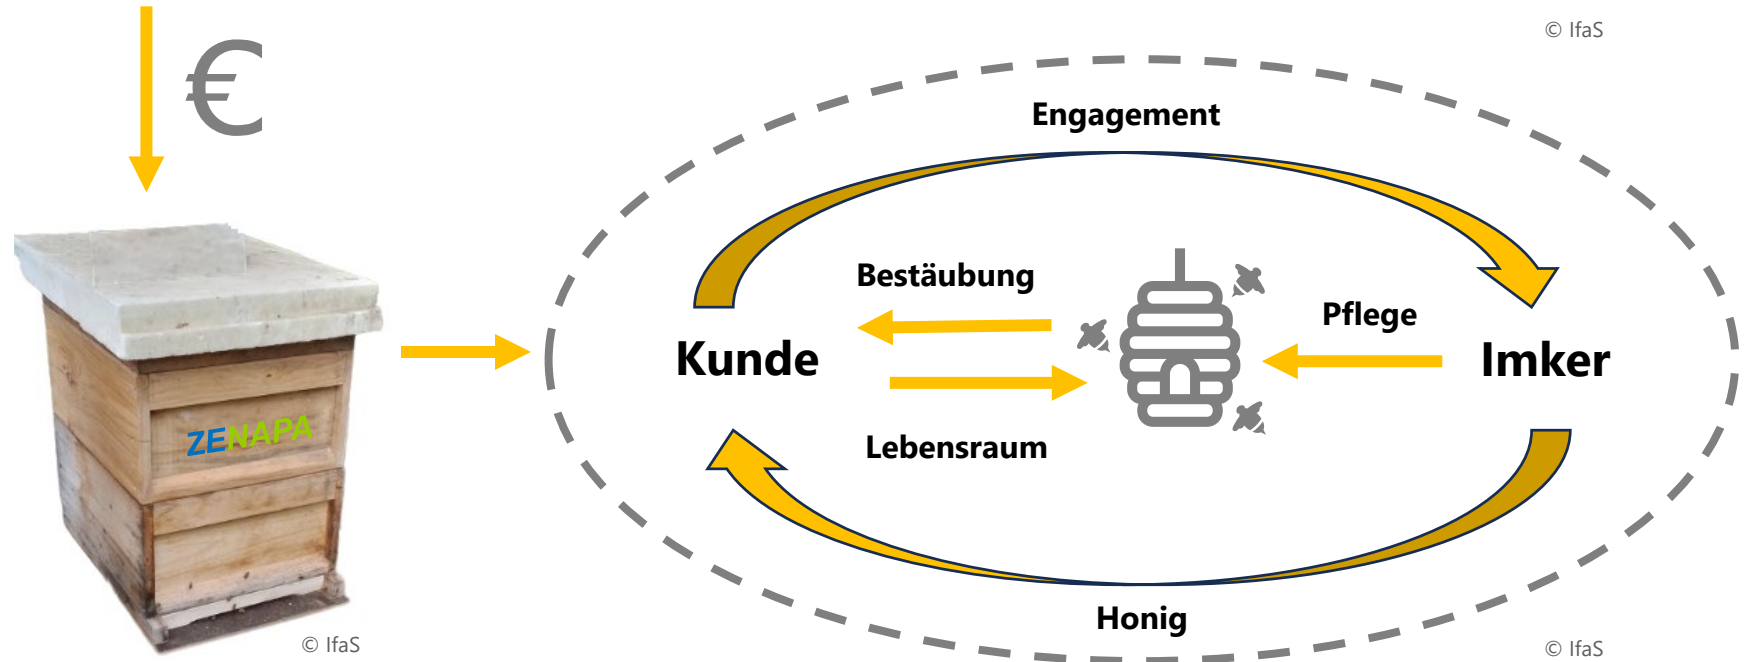 €
© IfaS
Engagement
Bestäubung
Pflege
Kunde
Imker
ZENAPA
Lebensraum
Honig
© IfaS
© IfaS